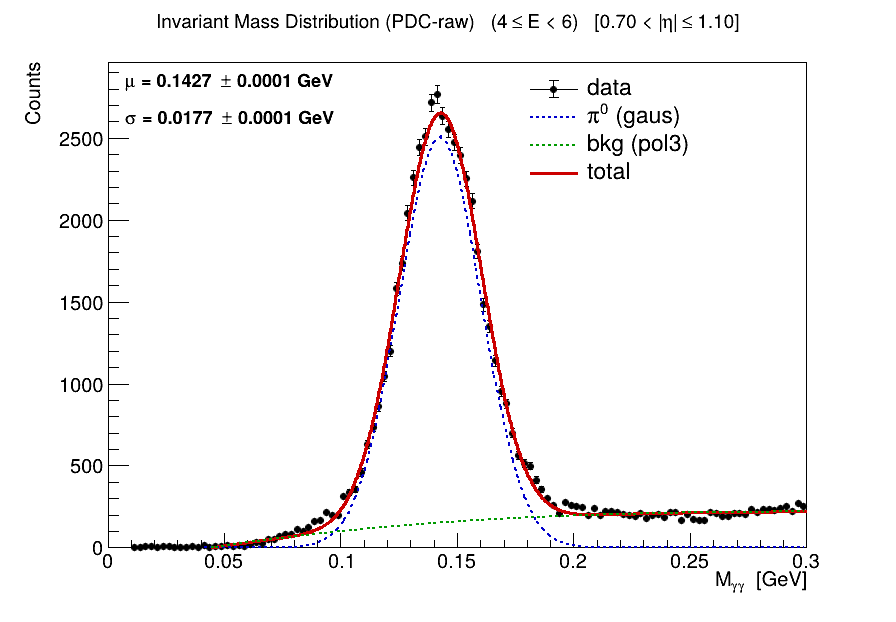 Invariant Mass Distribution (PDC-raw) (4 ≤ E < 6) [0.70 < |η| ≤ 1.10]
Counts
μ = 0.1427 ± 0.0001 GeV
σ = 0.0177 ± 0.0001 GeV
data
π⁰ (gaus)
bkg (pol3)
total
2500
2000
1500
1000
500
0
0 0.05 0.1 0.15 0.2 0.25 0.3
Mγγ [GeV]